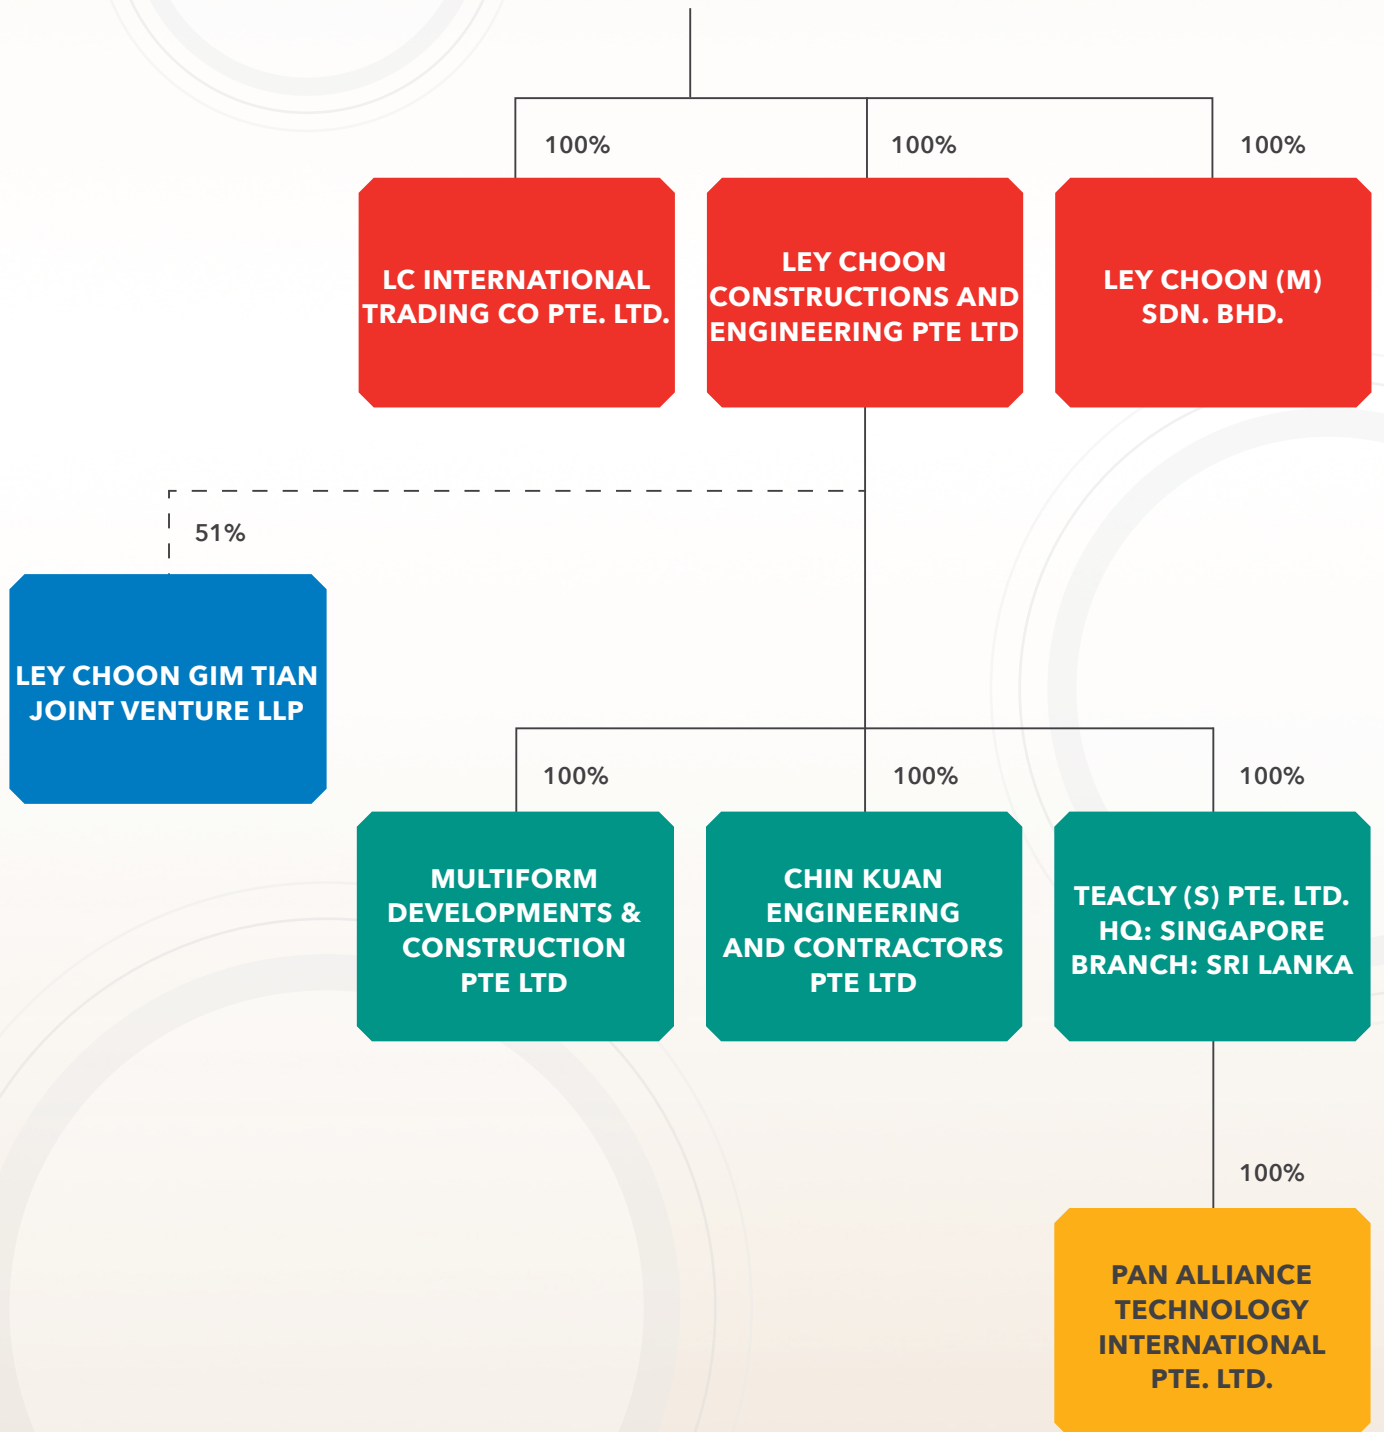 100%
100%
100%
LC INTERNATIONAL
TRADING CO PTE. LTD.
LEY CHOON
CONSTRUCTIONS AND
ENGINEERING PTE LTD
LEY CHOON (M)
SDN. BHD.
51%
LEY CHOON GIM TIAN
JOINT VENTURE LLP
100%
100%
100%
MULTIFORM
DEVELOPMENTS &
CONSTRUCTION
PTE LTD
CHIN KUAN
ENGINEERING
AND CONTRACTORS
PTE LTD
TEACLY (S) PTE. LTD.
HQ: SINGAPORE
BRANCH: SRI LANKA
100%
PAN ALLIANCE
TECHNOLOGY
INTERNATIONAL
PTE. LTD.